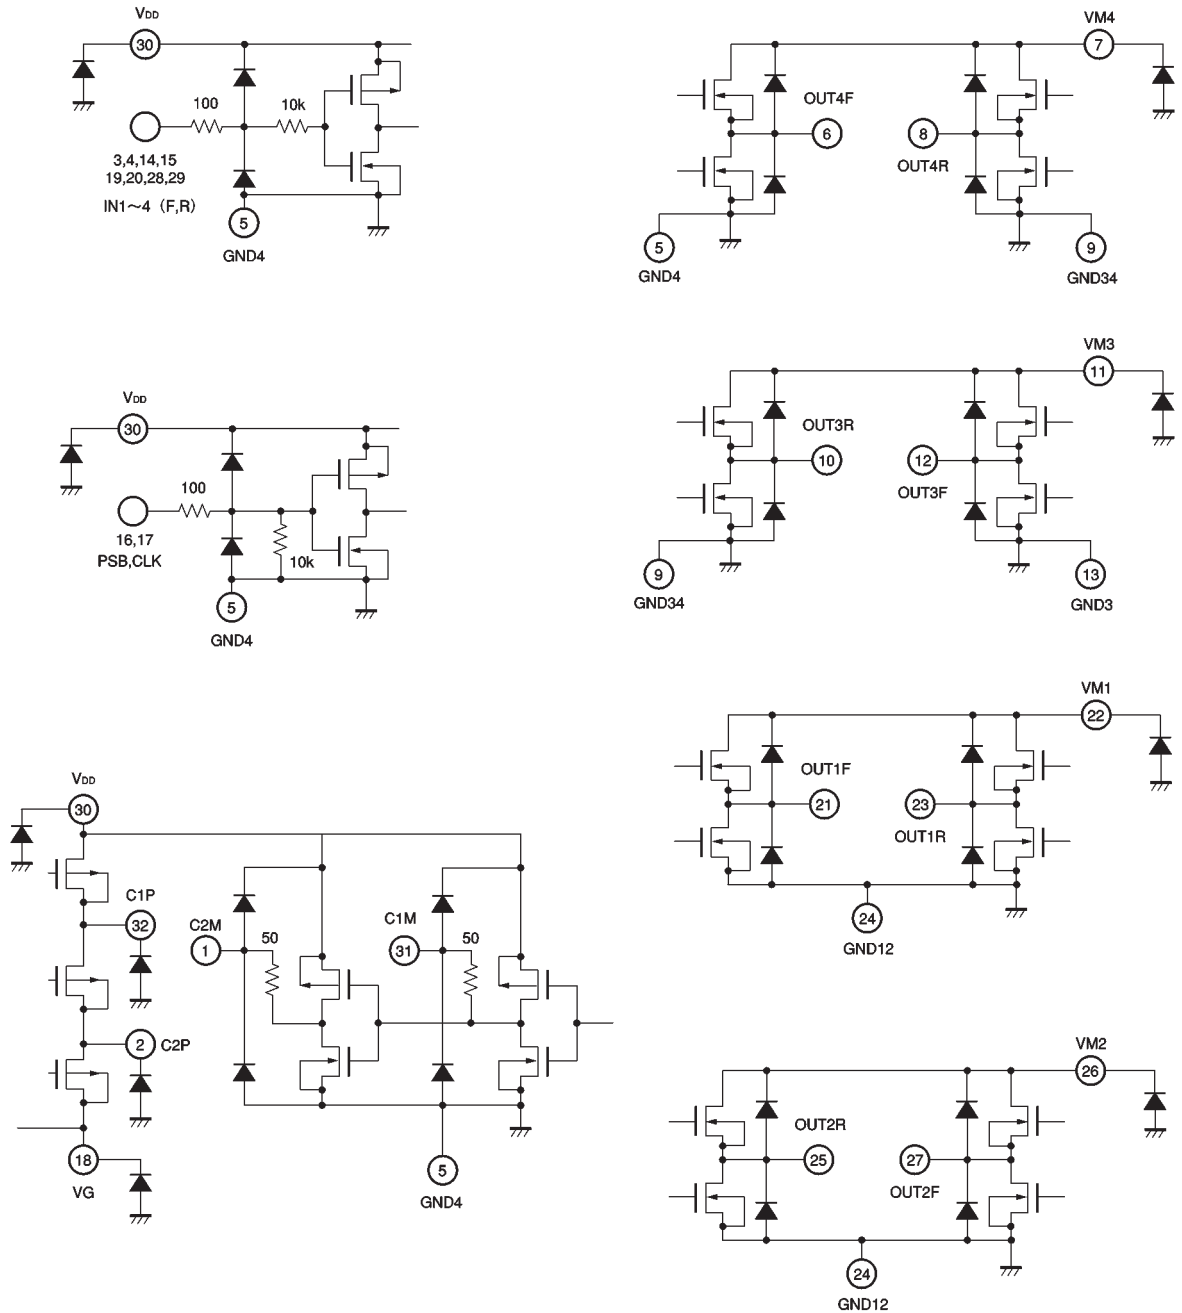 VDD
30
100
10k
3,4,14,15
19,20,28,29
IN1～4 (F,R)
5
GND4
VM4
7
OUT4F
6
8
OUT4R
5
GND4
9
GND34
VDD
30
100
16,17
PSB,CLK
10k
5
GND4
VM3
11
OUT3R
10
12
OUT3F
9
GND34
13
GND3
VDD
30
C1P
32
2
C2P
18
VG
C2M
1
50
C1M
31
50
5
GND4
VM1
22
OUT1F
21
23
OUT1R
24
GND12
VM2
26
OUT2R
25
27
OUT2F
24
GND12